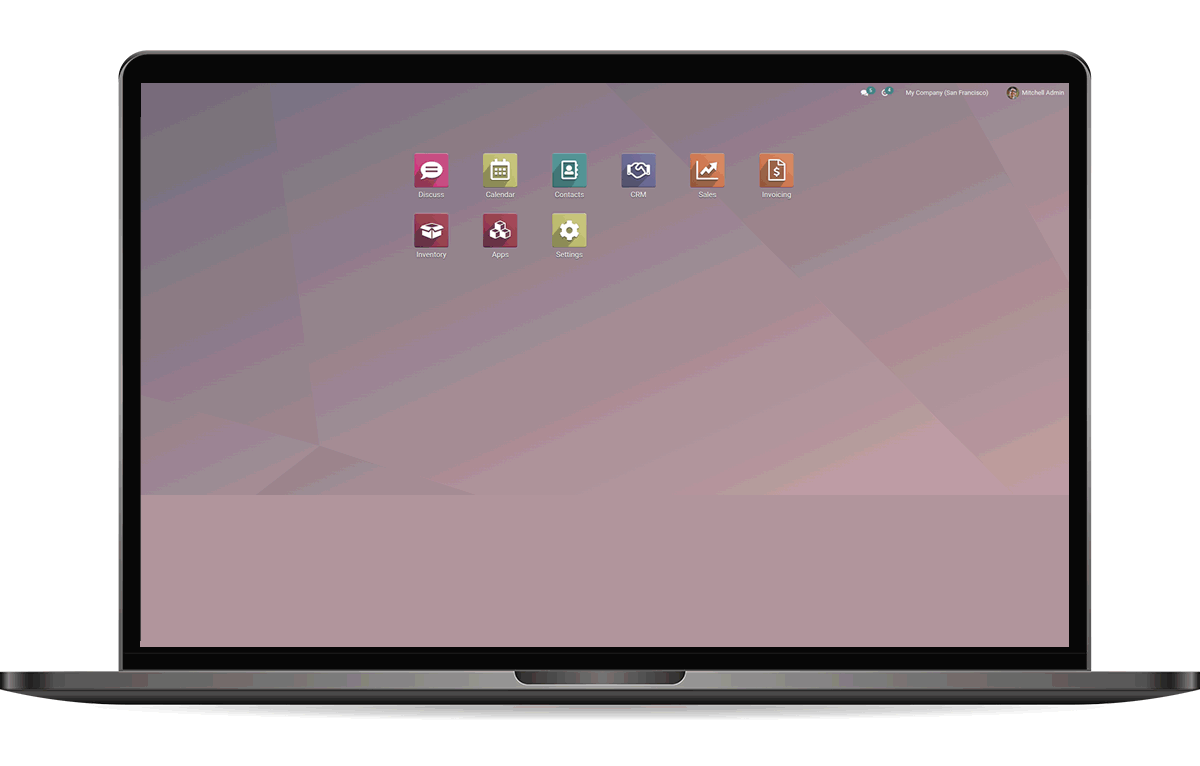 5 4 My Company (San Francisco) Mitchell Admin
Discuss Calendar Contacts CRM Sales Invoicing
Inventory Apps Settings